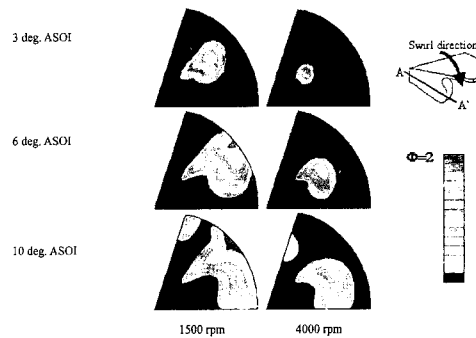 3 deg. ASOI
Swirl direction
A
A'
6 deg. ASOI
Φ=2
10 deg. ASOI
1500 rpm
4000 rpm